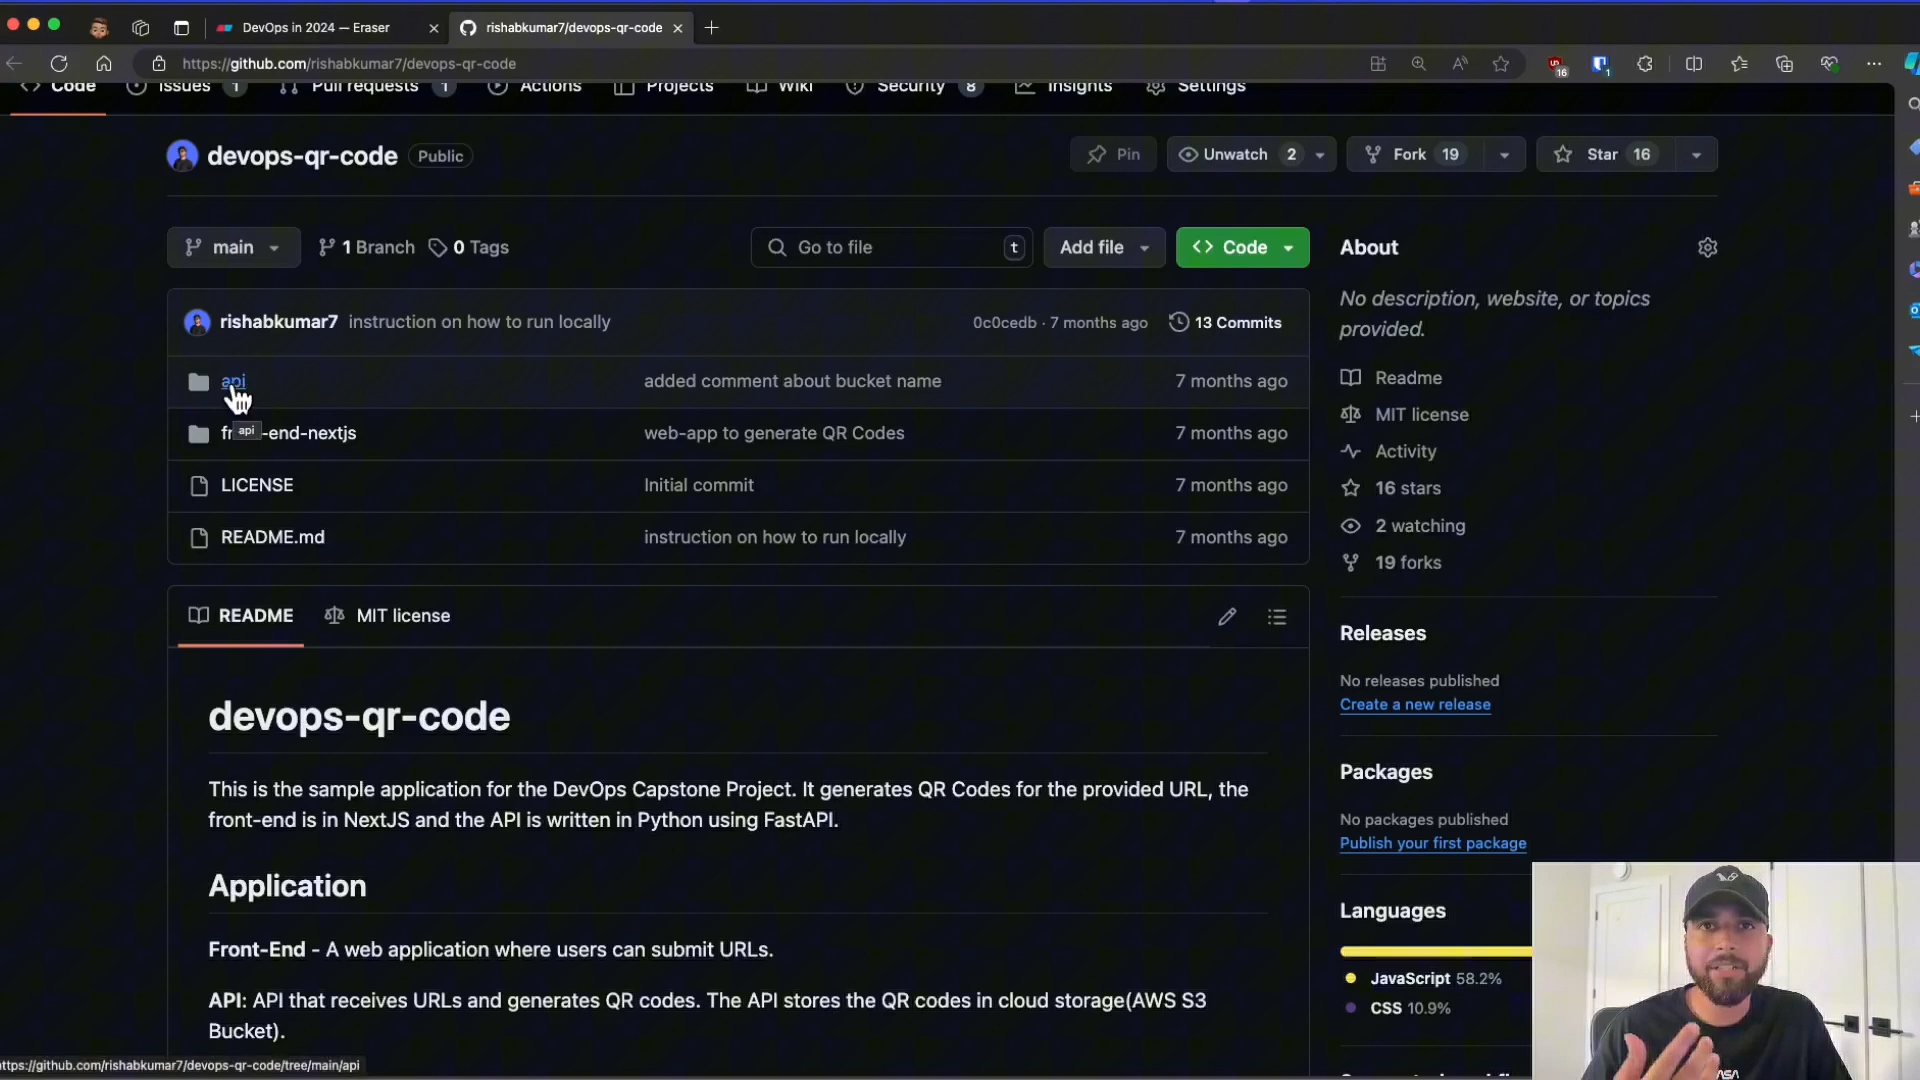 DevOps in 2024 — Eraser
rishabkumar7/devops-qr-code
https://github.com/rishabkumar7/devops-qr-code
16
1
Code
Issues 1
Pull requests 1
Actions
Projects
Wiki
Security 8
Insights
Settings
devops-qr-code Public
Pin
Unwatch 2
Fork 19
Star 16
main
1 Branch
0 Tags
Go to file t
Add file
Code
About
No description, website, or topics
provided.
rishabkumar7 instruction on how to run locally
0c0cedb · 7 months ago
13 Commits
api added comment about bucket name 7 months ago
api
-end-nextjs web-app to generate QR Codes 7 months ago
LICENSE Initial commit 7 months ago
README.md instruction on how to run locally 7 months ago
Readme
MIT license
Activity
16 stars
2 watching
19 forks
README
MIT license
Releases
No releases published
Create a new release
devops-qr-code
This is the sample application for the DevOps Capstone Project. It generates QR Codes for the provided URL, the
front-end is in NextJS and the API is written in Python using FastAPI.
Packages
No packages published
Publish your first package
Application
Front-End - A web application where users can submit URLs.
API: API that receives URLs and generates QR codes. The API stores the QR codes in cloud storage(AWS S3
Bucket).
Languages
JavaScript 58.2%
CSS 10.9%
ttps://github.com/rishabkumar7/devops-qr-code/tree/main/api